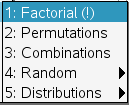 1: Factorial (!)
2: Permutations
3: Combinations
4: Random
5: Distributions